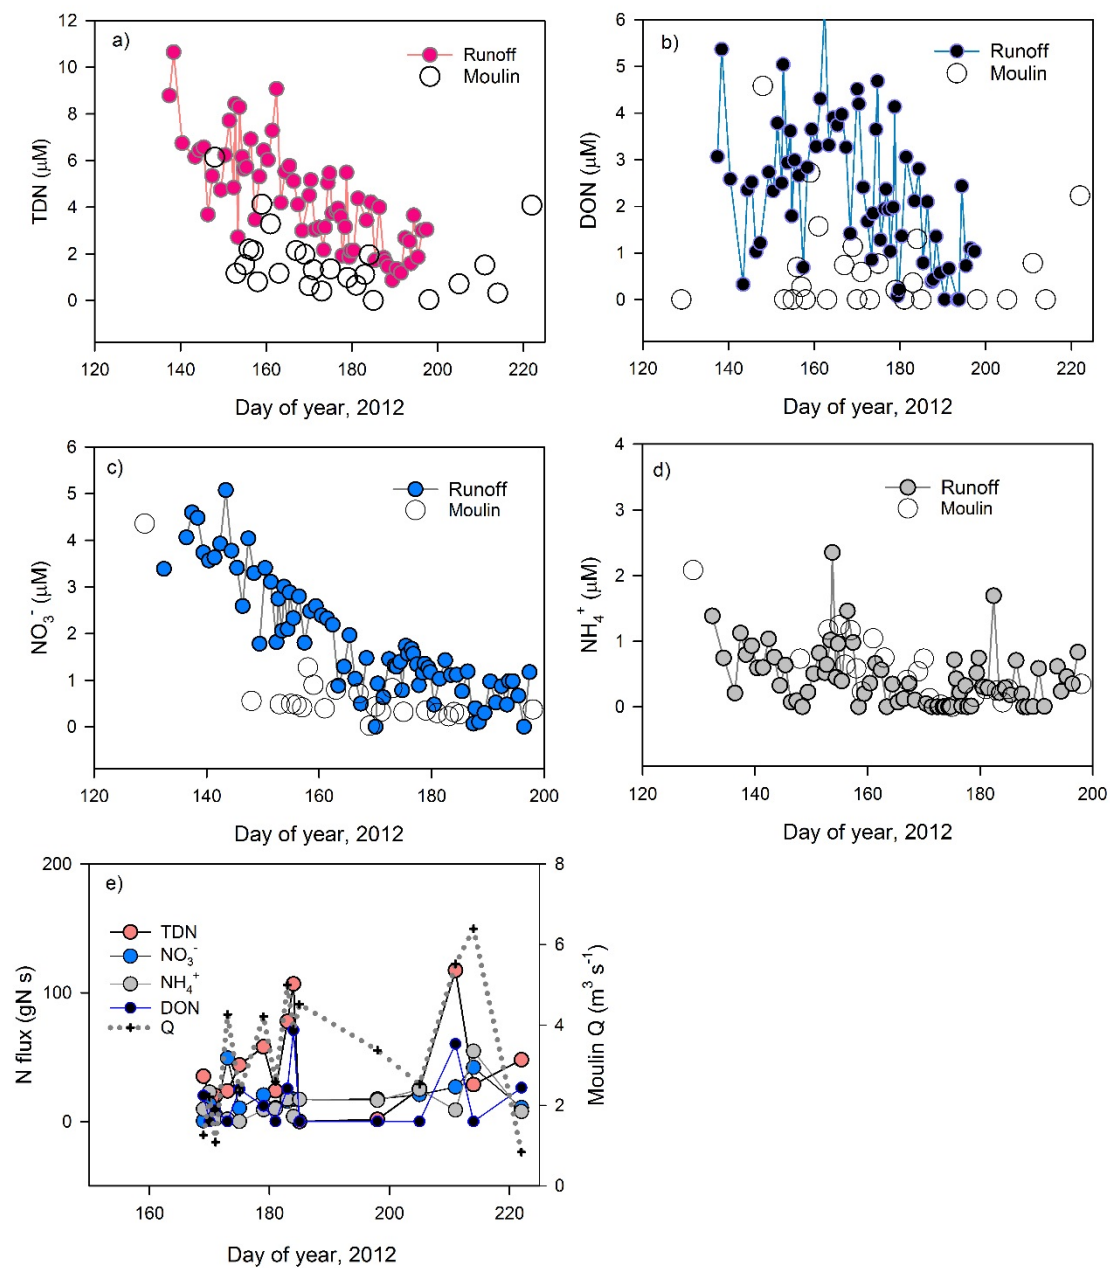 a)
Runoff
Moulin
TDN (μM)
12
10
8
6
4
2
0
120 140 160 180 200 220
Day of year, 2012
b)
Runoff
Moulin
DON (μM)
6
5
4
3
2
1
0
120 140 160 180 200 220
Day of year, 2012
c)
Runoff
Moulin
NO₃⁻ (μM)
6
5
4
3
2
1
0
120 140 160 180 200
Day of year, 2012
d)
Runoff
Moulin
NH₄⁺ (μM)
4
3
2
1
0
120 140 160 180 200
Day of year, 2012
e)
TDN
NO₃⁻
NH₄⁺
DON
Q
N flux (gN s)
200
100
0
Moulin Q (m³ s⁻¹)
8
6
4
2
0
160 180 200 220
Day of year, 2012